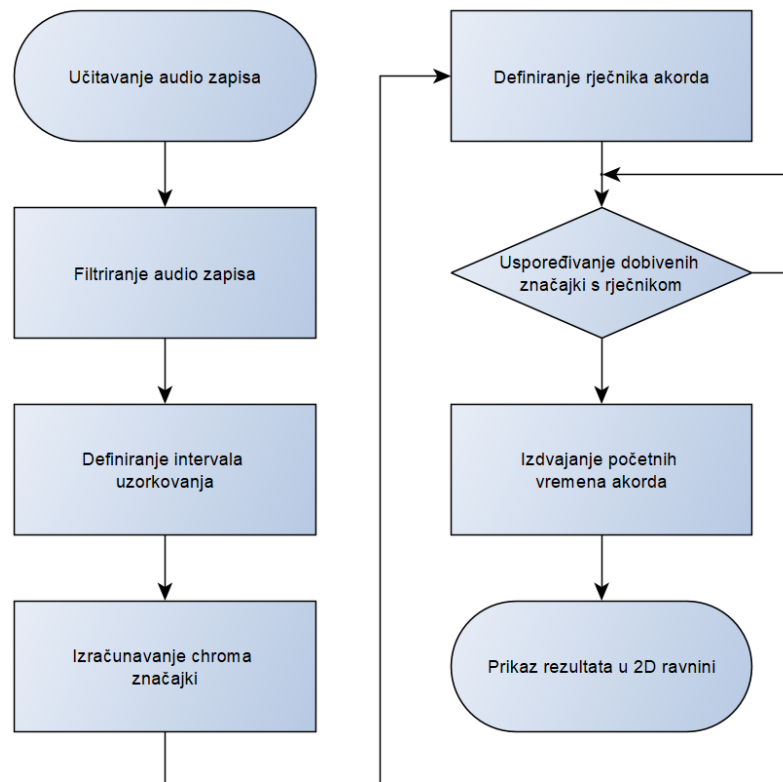 Učitavanje audio zapisa
Filtriranje audio zapisa
Definiranje intervala
uzorkovanja
Izračunavanje chroma
značajki
Definiranje rječnika akorda
Uspoređivanje dobivenih
značajki s rječnikom
Izdvajanje početnih
vremena akorda
Prikaz rezultata u 2D ravnini